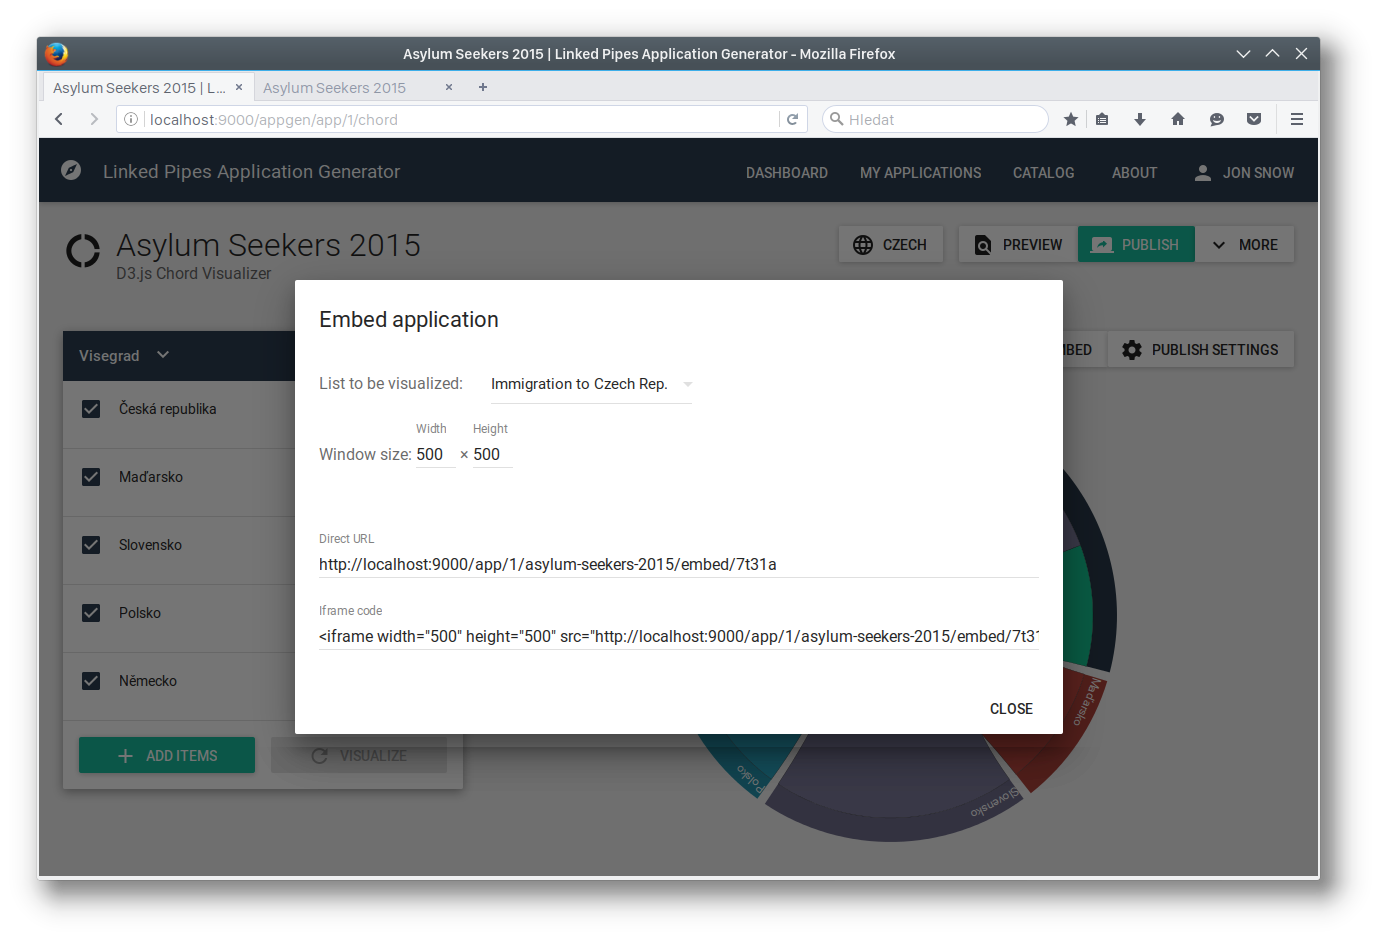 Asylum Seekers 2015 | Linked Pipes Application Generator - Mozilla Firefox
Asylum Seekers 2015 | L... ×
Asylum Seekers 2015 × +
localhost:9000/appgen/app/1/chord
Hledat
Linked Pipes Application Generator
DASHBOARD
MY APPLICATIONS
CATALOG
ABOUT
JON SNOW
Asylum Seekers 2015
D3.js Chord Visualizer
CZECH
PREVIEW
PUBLISH
MORE
Visegrad
BED
PUBLISH SETTINGS
Česká republika
Maďarsko
Slovensko
Polsko
Německo
+ ADD ITEMS
VISUALIZE
Embed application
List to be visualized: Immigration to Czech Rep.
Width Height
Window size: 500 × 500
Direct URL
http://localhost:9000/app/1/asylum-seekers-2015/embed/7t31a
Iframe code
<iframe width="500" height="500" src="http://localhost:9000/app/1/asylum-seekers-2015/embed/7t31
CLOSE
Maďarsko
Slovensko
Polsko